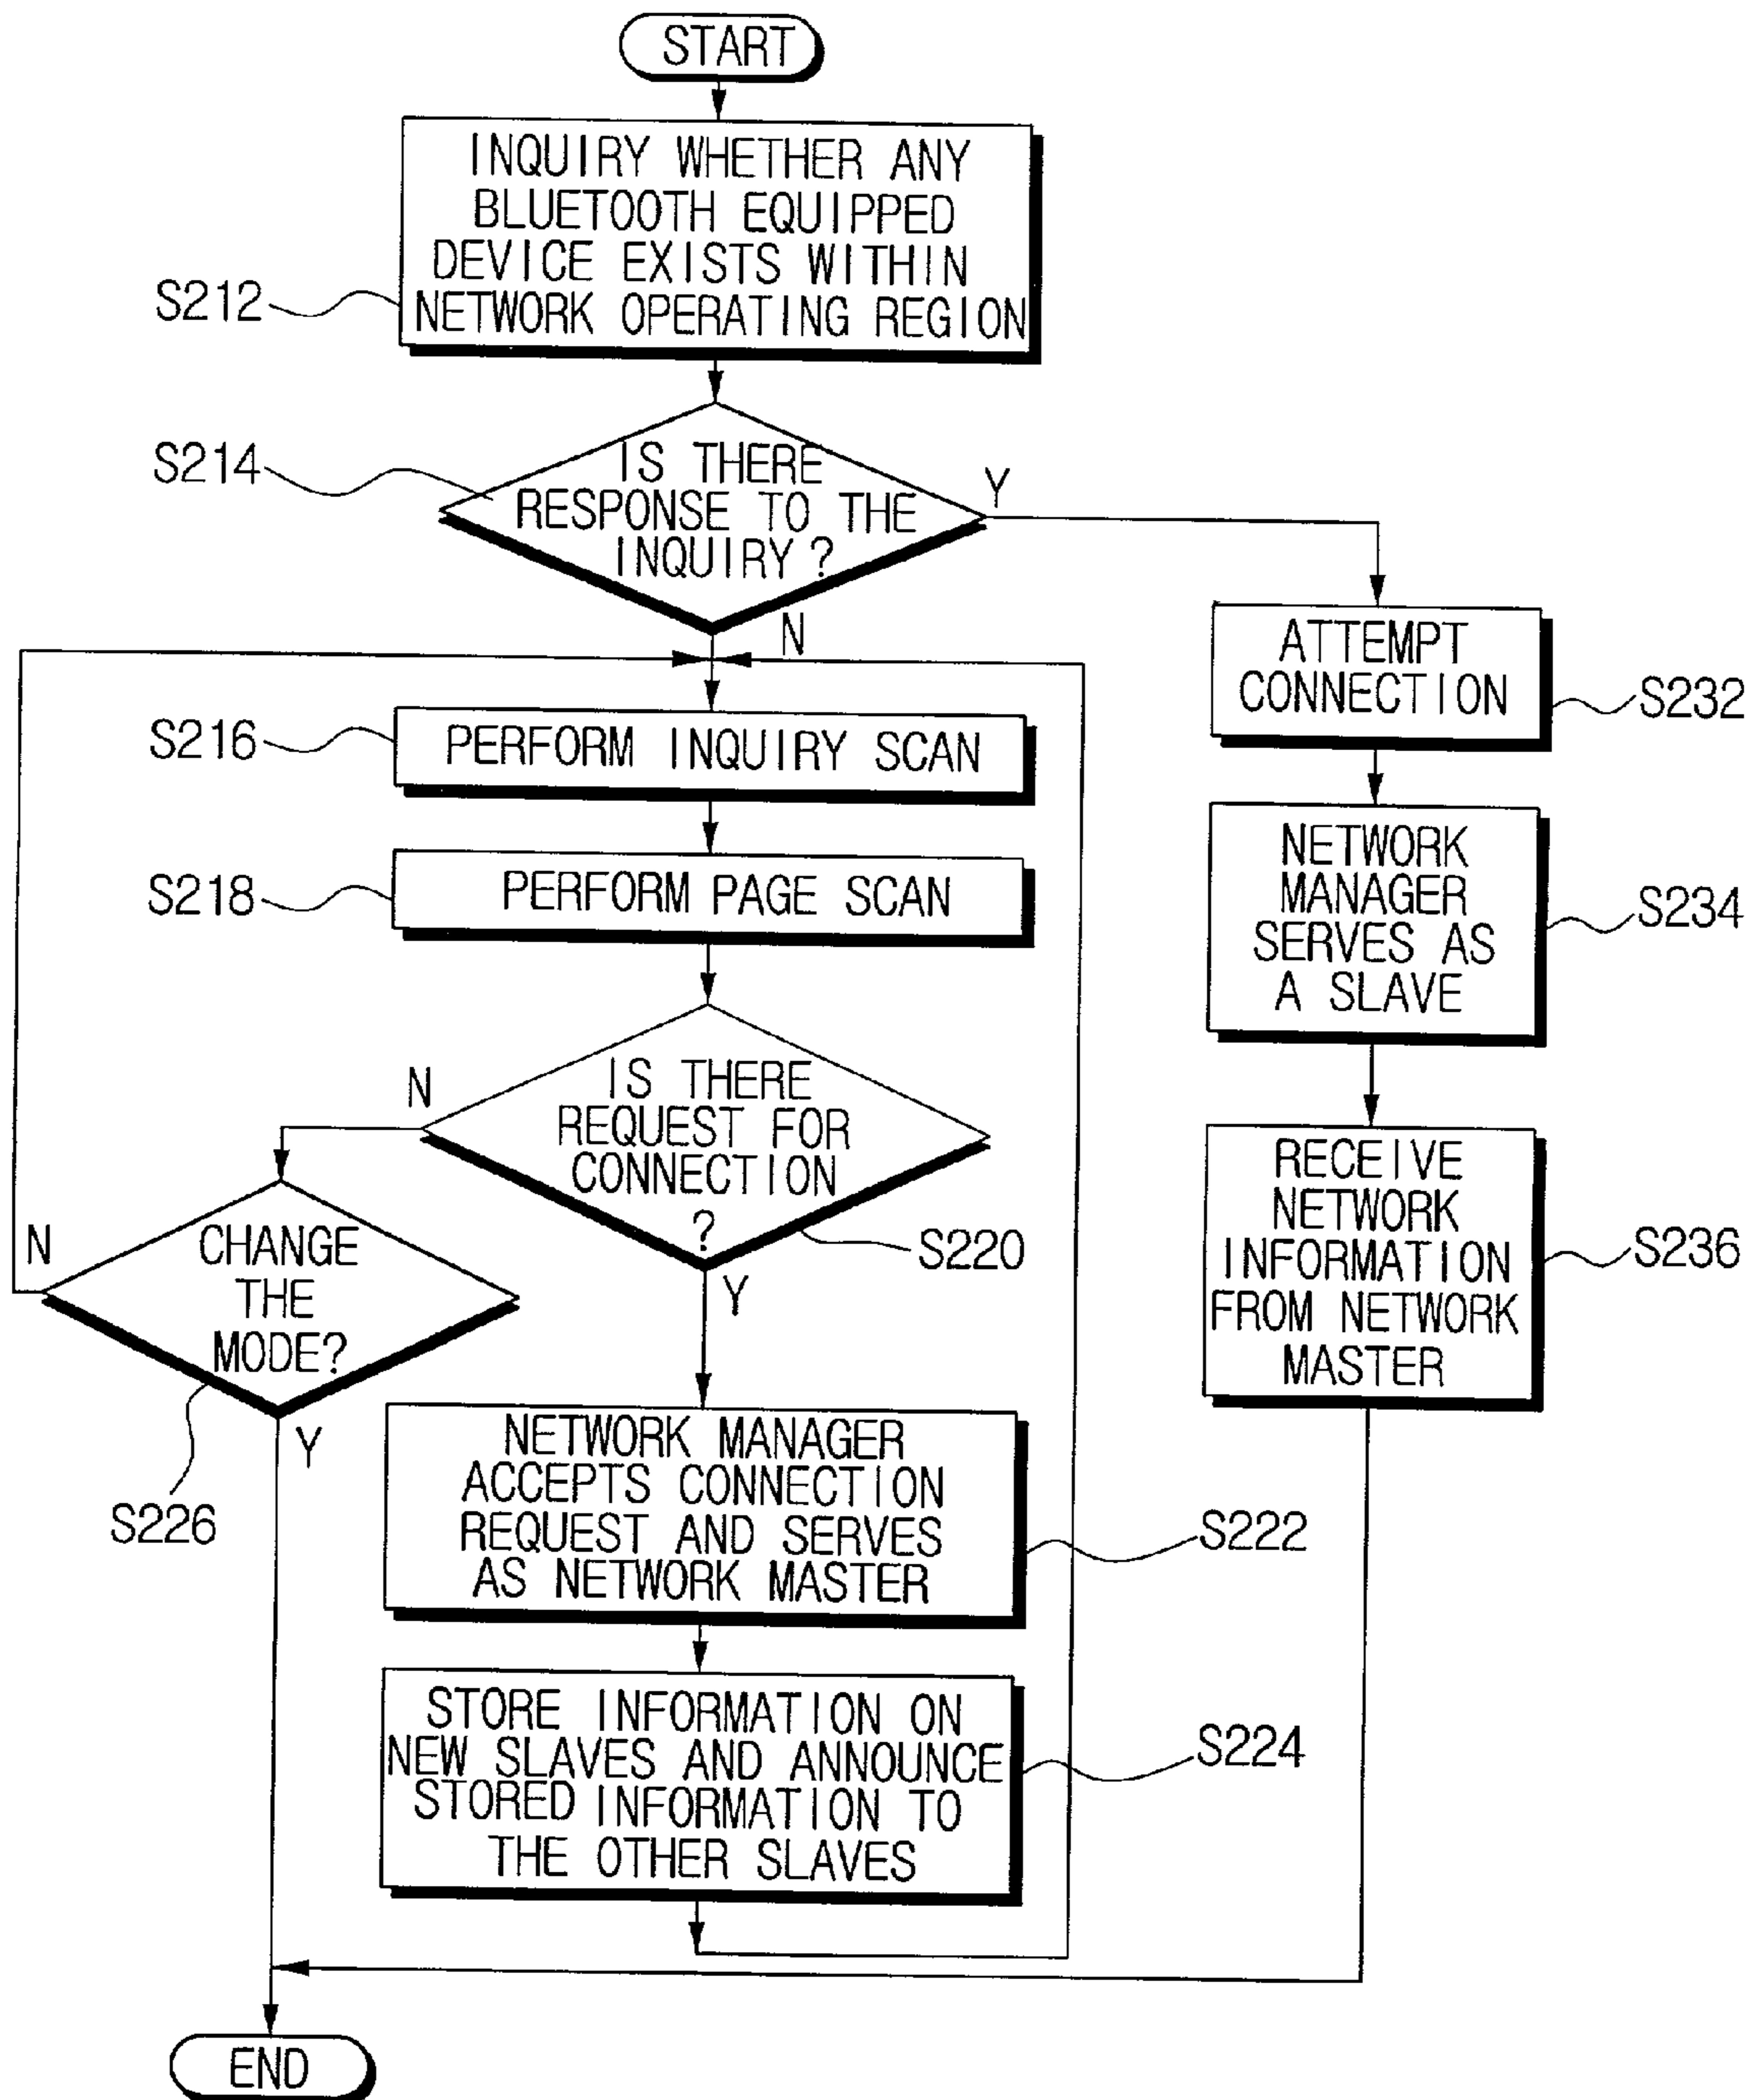 START
INQUIRY WHETHER ANY
BLUETOOTH EQUIPPED
DEVICE EXISTS WITHIN
NETWORK OPERATING REGION
S212
IS THERE
RESPONSE TO THE
INQUIRY?
S214
Y
N
ATTEMPT
CONNECTION
S232
PERFORM INQUIRY SCAN
S216
PERFORM PAGE SCAN
S218
NETWORK
MANAGER
SERVES AS
A SLAVE
S234
IS THERE
REQUEST FOR
CONNECTION
?
S220
N
Y
RECEIVE
NETWORK
INFORMATION
FROM NETWORK
MASTER
S236
CHANGE
THE
MODE?
N
Y
S226
NETWORK MANAGER
ACCEPTS CONNECTION
REQUEST AND SERVES
AS NETWORK MASTER
S222
STORE INFORMATION ON
NEW SLAVES AND ANNOUNCE
STORED INFORMATION TO
THE OTHER SLAVES
S224
END